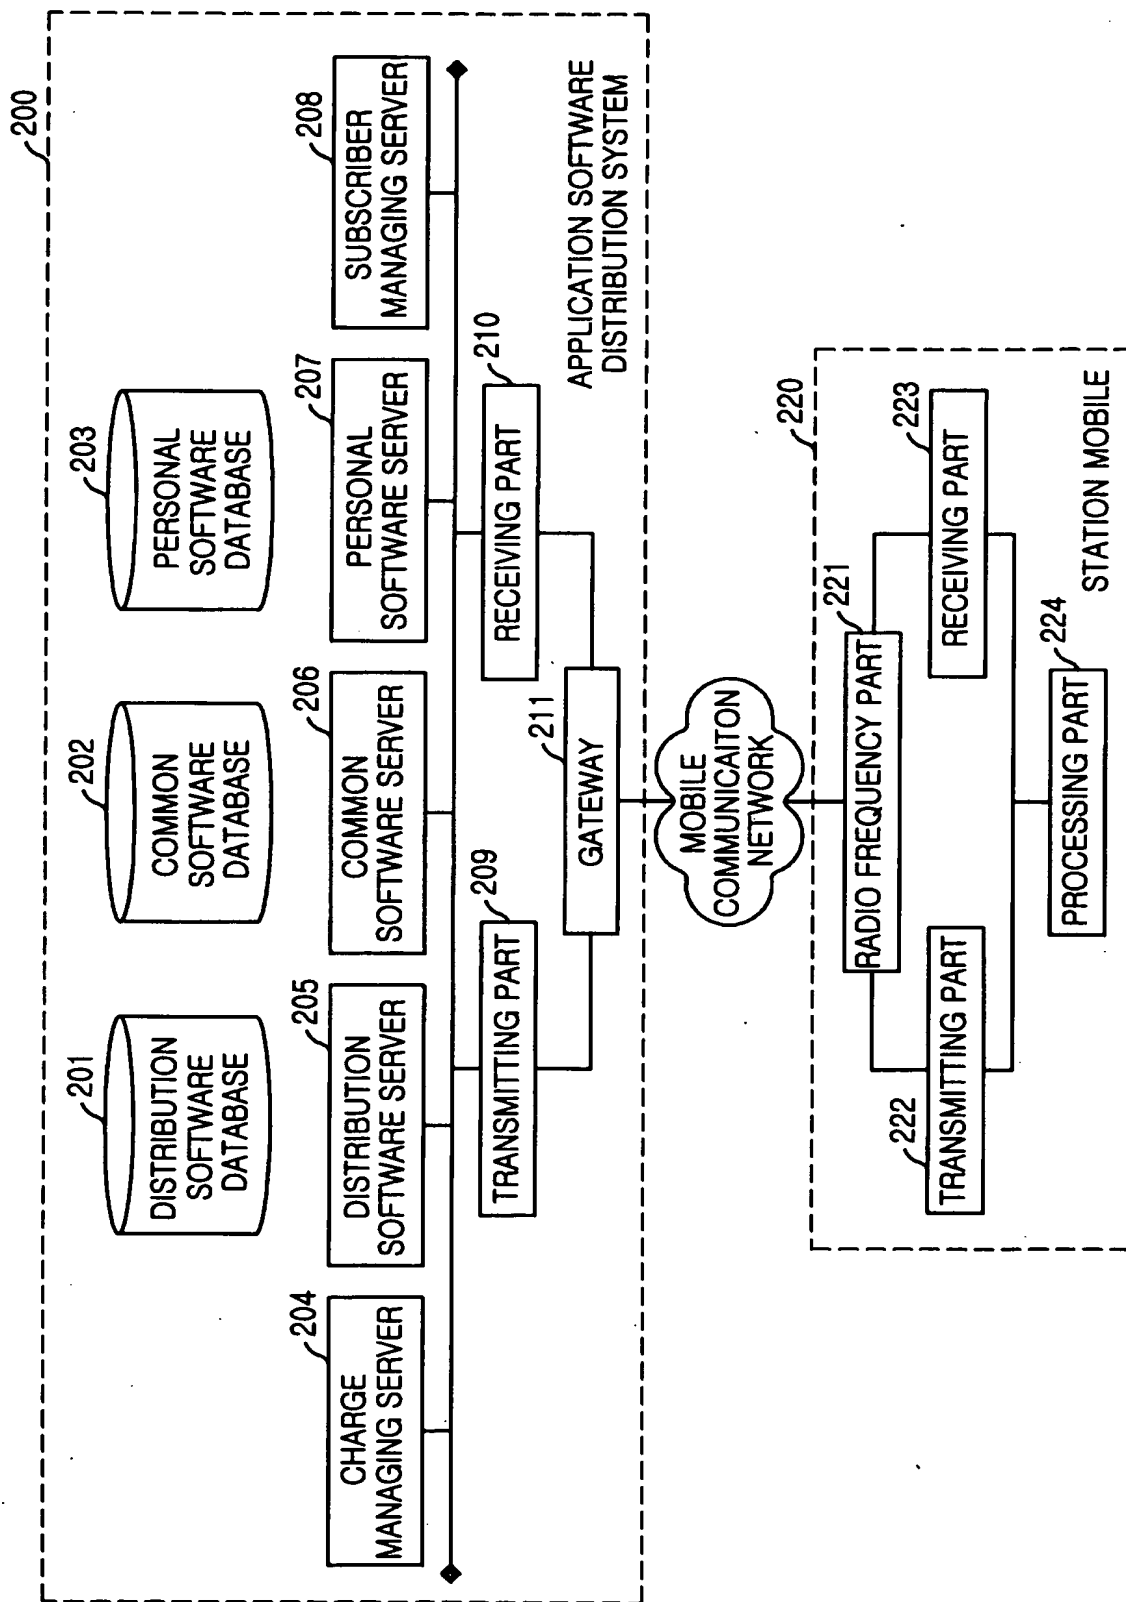 200
201
DISTRIBUTION
SOFTWARE
DATABASE
202
COMMON
SOFTWARE
DATABASE
203
PERSONAL
SOFTWARE
DATABASE
204
CHARGE
MANAGING SERVER
205
DISTRIBUTION
SOFTWARE SERVER
206
COMMON
SOFTWARE SERVER
207
PERSONAL
SOFTWARE SERVER
208
SUBSCRIBER
MANAGING SERVER
209
TRANSMITTING PART
210
RECEIVING PART
211
GATEWAY
APPLICATION SOFTWARE
DISTRIBUTION SYSTEM
MOBILE
COMMUNICAITON
NETWORK
220
221
RADIO FREQUENCY PART
222
TRANSMITTING PART
223
RECEIVING PART
224
PROCESSING PART
STATION MOBILE